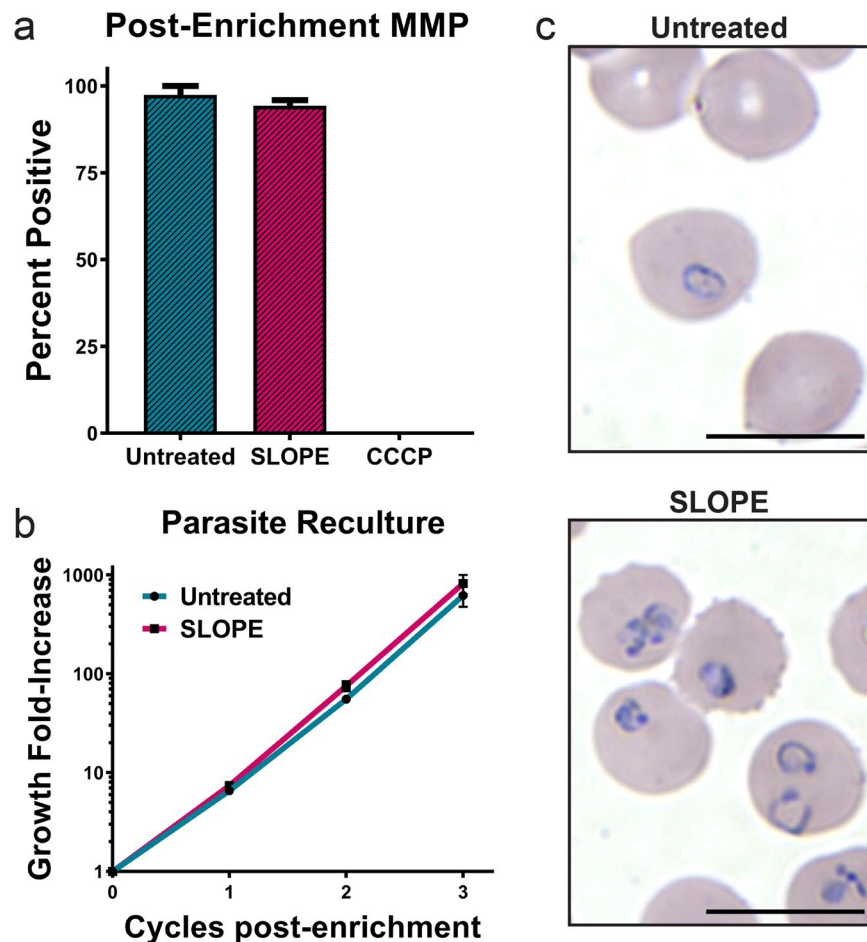 a
Post-Enrichment MMP
Percent Positive
100
75
50
25
0
Untreated SLOPE CCCP
b
Parasite Reculture
Growth Fold-Increase
1000
100
10
1
Untreated
SLOPE
0 1 2 3
Cycles post-enrichment
c
Untreated
SLOPE